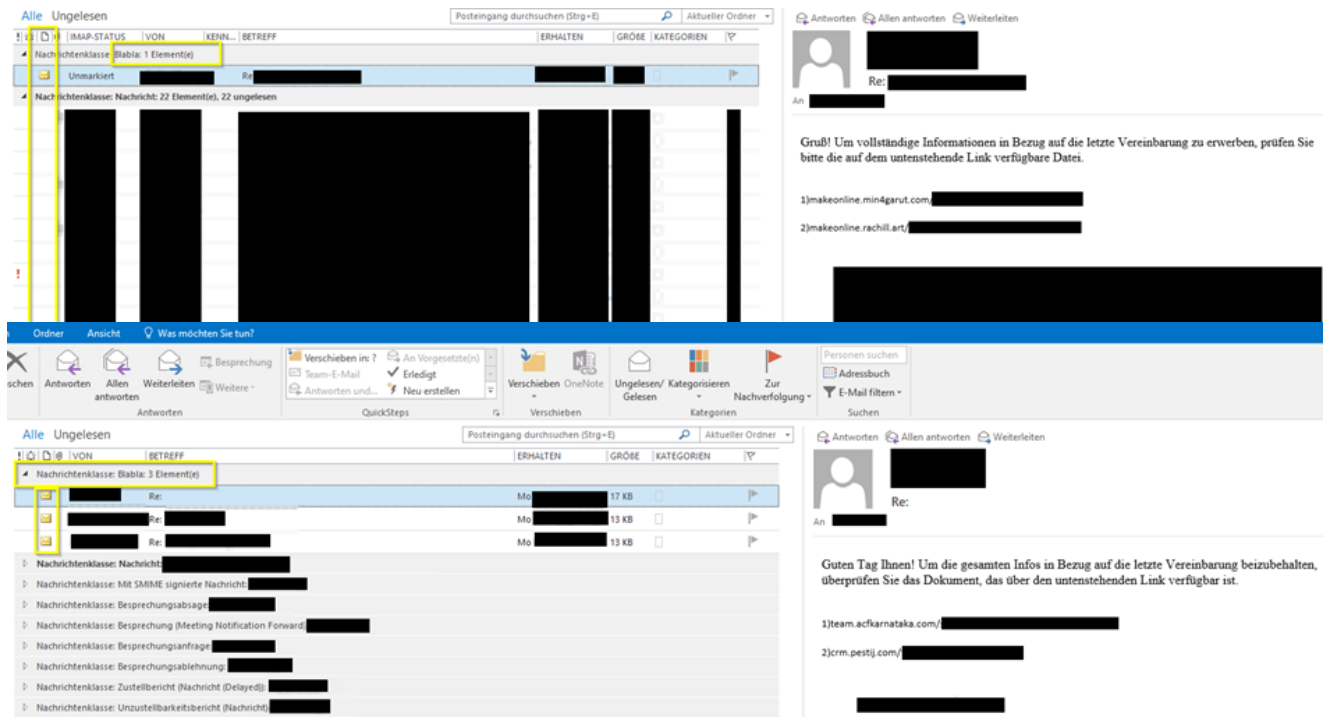 Alle Ungelesen
Posteingang durchsuchen (Strg+E) Aktueller Ordner
IMAP-STATUS VON KENN... BETREFF ERHALTEN GRÖßE KATEGORIEN
Nachrichtenklasse: Blabla: 1 Element(e)
Unmarkiert Re
Nachrichtenklasse: Nachricht: 22 Element(e), 22 ungelesen
Antworten Allen antworten Weiterleiten
Re:
An
Gruß! Um vollständige Informationen in Bezug auf die letzte Vereinbarung zu erwerben, prüfen Sie
bitte die auf dem untenstehende Link verfügbare Datei.
1)makeonline.min4garut.com/
2)makeonline.rachill.art/
Ordner Ansicht Was möchten Sie tun?
Antworten Allen antworten Weiterleiten
Besprechung
Weitere
Antworten
Verschieben in: ? An Vorgesetzte(n)
Team-E-Mail Erledigt
Antworten und... Neu erstellen
QuickSteps
Verschieben OneNote
Verschieben
Ungelesen/ Gelesen Kategorisieren Zur Nachverfolgung
Kategorien
Personen suchen
Adressbuch
E-Mail filtern
Suchen
Alle Ungelesen
Posteingang durchsuchen (Strg+E) Aktueller Ordner
VON BETREFF ERHALTEN GRÖßE KATEGORIEN
Nachrichtenklasse: Blabla: 3 Element(e)
Re: Mo 17 KB
Re: Mo 13 KB
Re: Mo 13 KB
Nachrichtenklasse: Nachricht:
Nachrichtenklasse: Mit SMIME signierte Nachricht:
Nachrichtenklasse: Besprechungsabsage:
Nachrichtenklasse: Besprechung (Meeting Notification Forward)
Nachrichtenklasse: Besprechungsanfrage:
Nachrichtenklasse: Besprechungsablehnung:
Nachrichtenklasse: Zustellbericht (Nachricht (Delayed)):
Nachrichtenklasse: Unzustellbarkeitsbericht (Nachricht)
Antworten Allen antworten Weiterleiten
Re:
An
Guten Tag Ihnen! Um die gesamten Infos in Bezug auf die letzte Vereinbarung beizubehalten,
überprüfen Sie das Dokument, das über den untenstehenden Link verfügbar ist.
1)team.acfkarnataka.com/
2)crm.pestij.com/